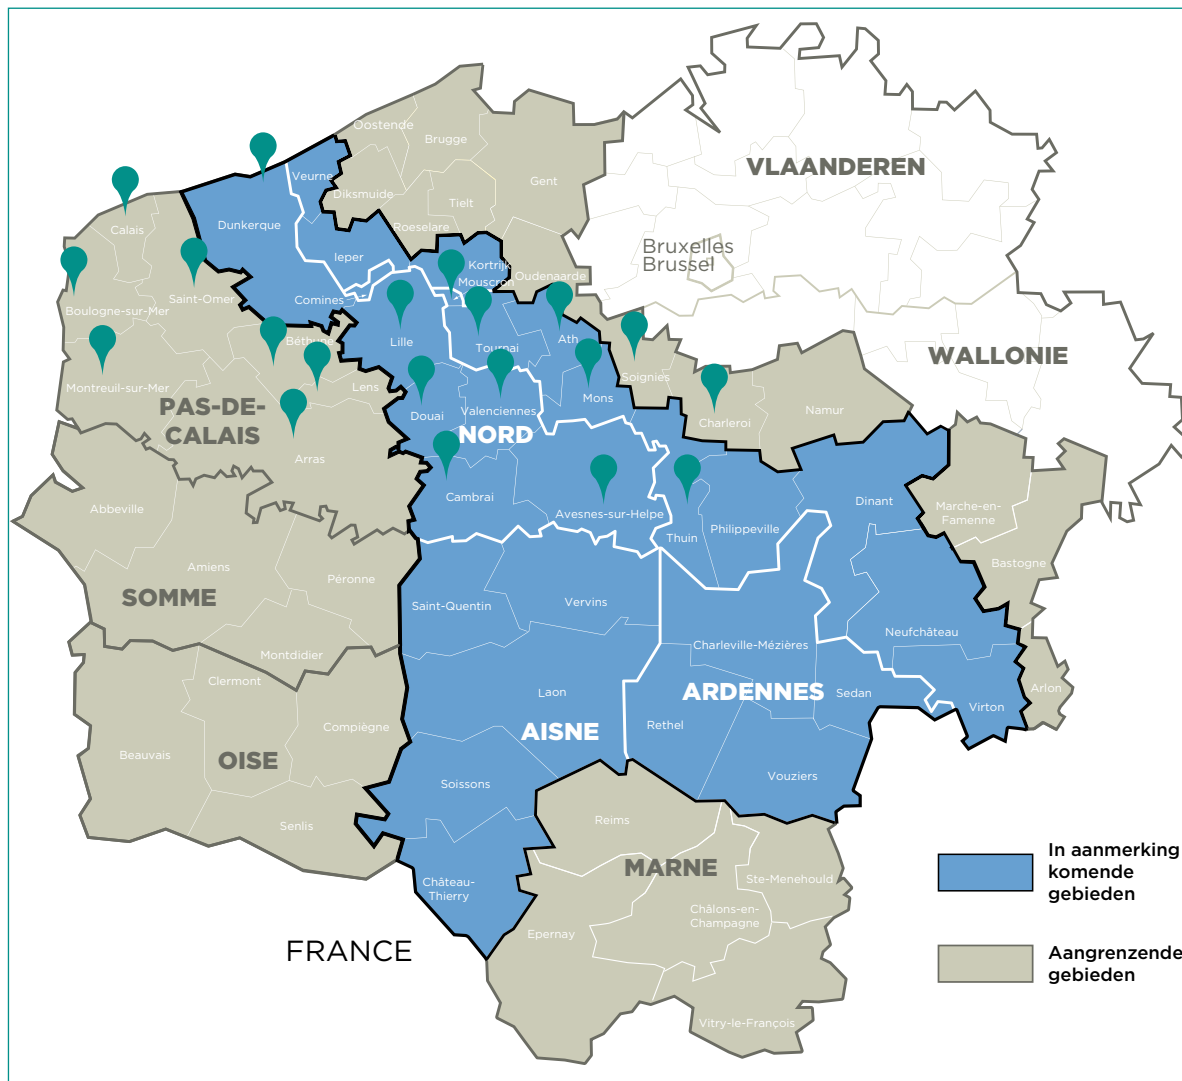 Oostende
Brugge
VLAANDEREN
Veurne
Diksmuide
Gent
Tielt
Calais
Dunkerque
Roeselare
Bruxelles
Brussel
Ieper
Kortrijk
Mouscron
Oudenaarde
Saint-Omer
Comines
Boulogne-sur-Mer
Béthune
Lille
Tournai
Ath
WALLONIE
Soignies
Montreuil-sur-Mer
Lens
Mons
PAS-DE-
CALAIS
Douai
Valenciennes
NORD
Charleroi
Namur
Arras
Cambrai
Avesnes-sur-Helpe
Dinant
Abbeville
Thuin
Philippeville
Marche-en-
Famenne
Bastogne
Amiens
Péronne
SOMME
Saint-Quentin
Vervins
Neufchâteau
Montdidier
Charleville-Mézières
Clermont
Laon
ARDENNES
Sedan
Arlon
Virton
Compiègne
Rethel
AISNE
Beauvais
OISE
Soissons
Vouziers
Senlis
Reims
MARNE
Château-
Thierry
Ste-Menehould
Châlons-en-
Champagne
Epernay
FRANCE
Vitry-le-François
In aanmerking
komende
gebieden
Aangrenzende
gebieden